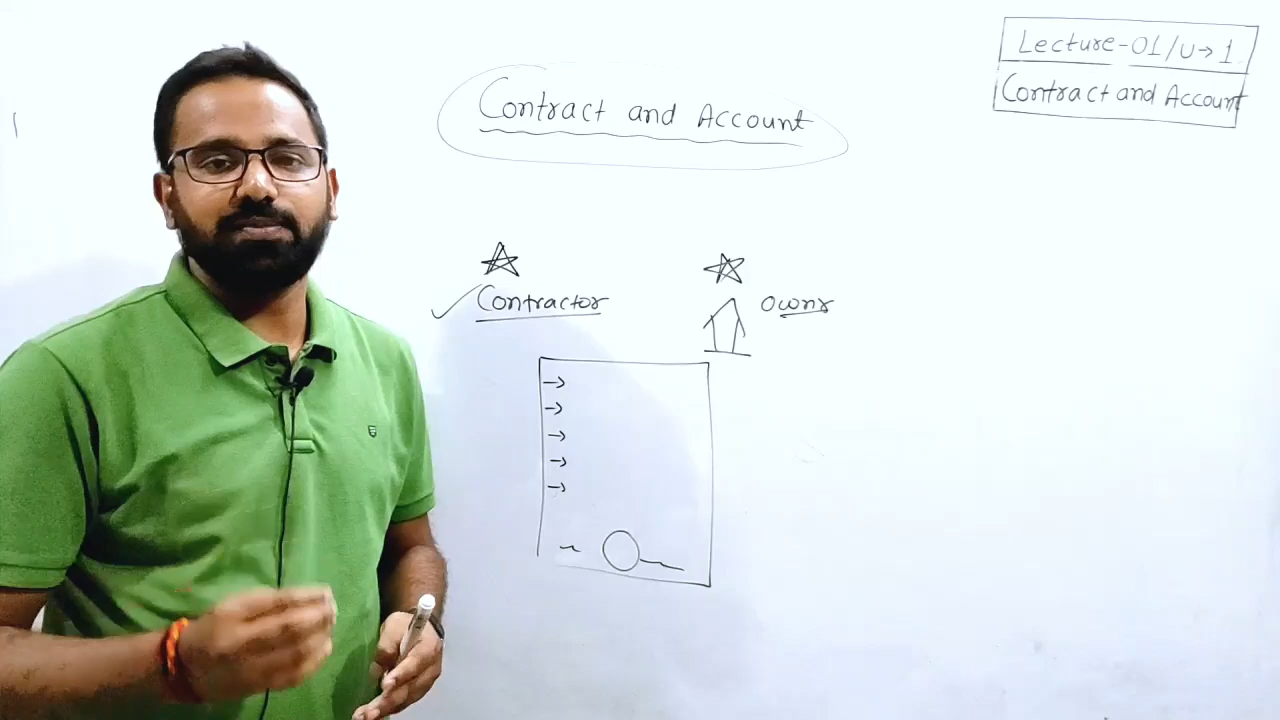 Contract and Account
Lecture-01/U→1
Contract and Account
Contractor
Ownr